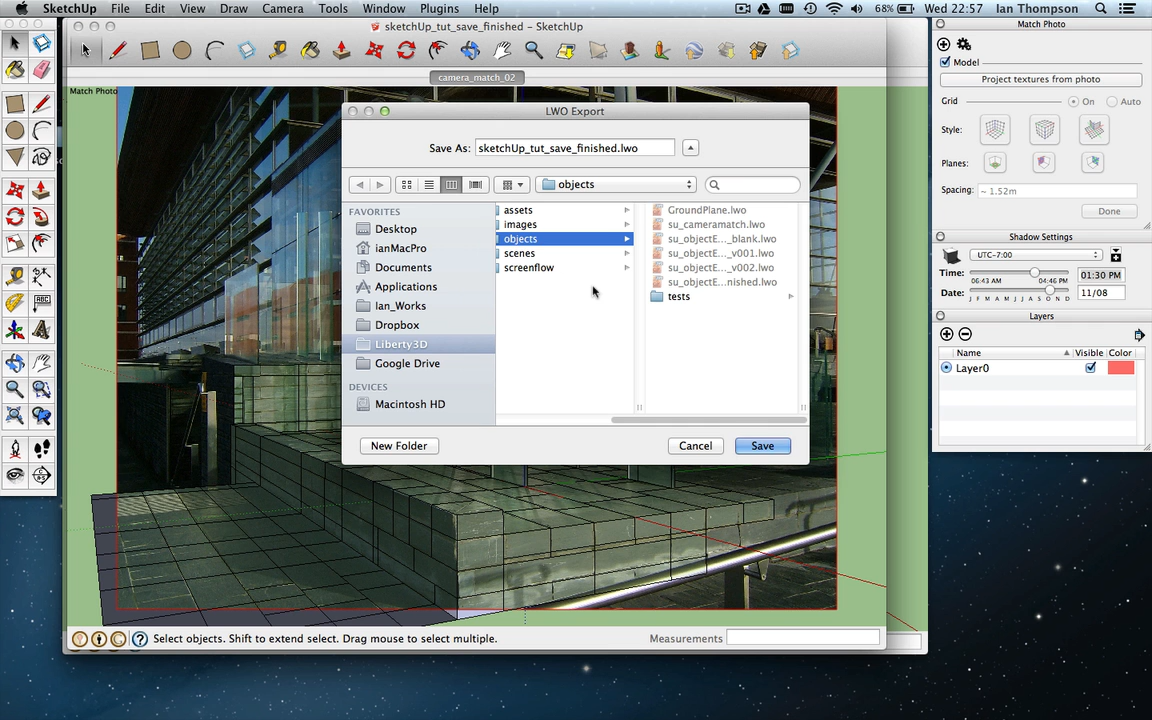 SketchUp File Edit View Draw Camera Tools Window Plugins Help 68% Wed 22:57 Ian Thompson
sketchUp_tut_save_finished – SketchUp
camera_match_02
Match Photo
LWO Export
Save As: sketchUp_tut_save_finished.lwo
objects
FAVORITES
Desktop
ianMacPro
Documents
Applications
Ian_Works
Dropbox
Liberty3D
Google Drive
DEVICES
Macintosh HD
assets
images
objects
scenes
screenflow
GroundPlane.lwo
su_cameramatch.lwo
su_objectE..._blank.lwo
su_objectE..._v001.lwo
su_objectE..._v002.lwo
su_objectE...nished.lwo
tests
New Folder Cancel Save
Select objects. Shift to extend select. Drag mouse to select multiple. Measurements
Match Photo
Model
Project textures from photo
Grid On Auto
Style:
Planes:
Spacing: ~ 1.52m
Done
Shadow Settings
UTC-7:00
Time: 06:43 AM 04:46 PM 01:30 PM
Date: J F M A M J J A S O N D 11/08
Layers
Name Visible Color
Layer0